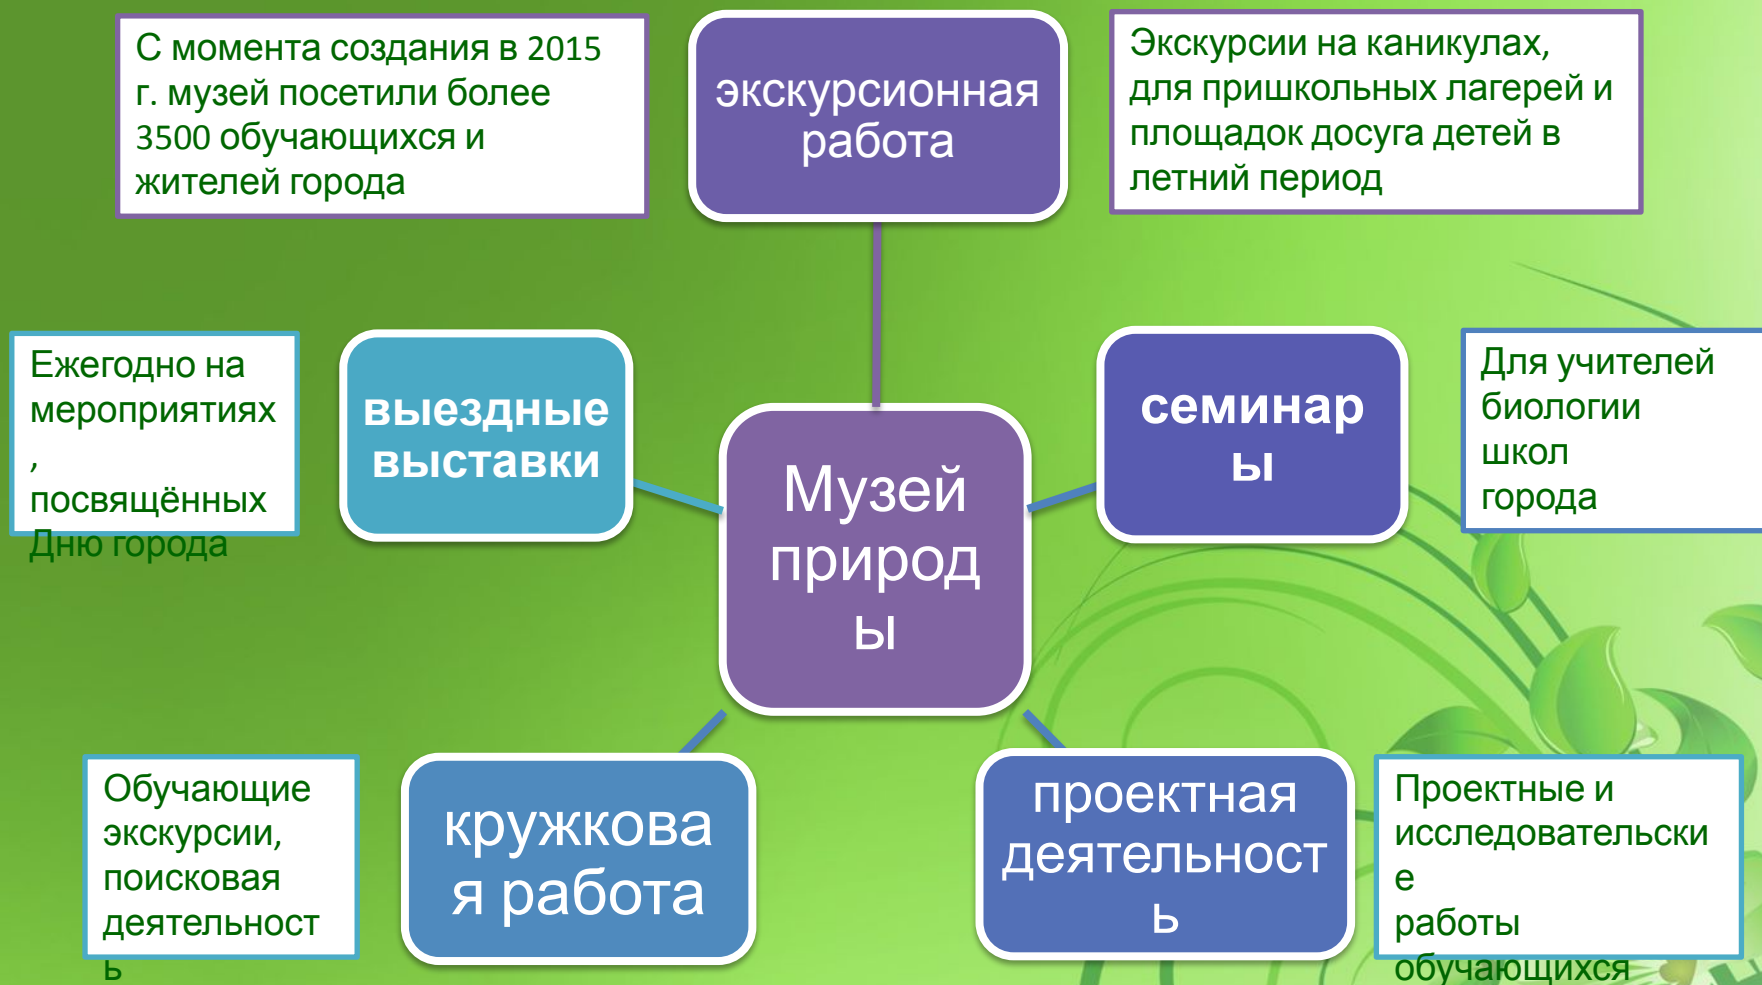 С момента создания в 2015
г. музей посетили более
3500 обучающихся и
жителей города
экскурсионная
работа
Экскурсии на каникулах,
для пришкольных лагерей и
площадок досуга детей в
летний период
Ежегодно на
мероприятиях
,
посвящённых
Дню города
выездные
выставки
Музей
природ
ы
семинар
ы
Для учителей
биологии
школ
города
Обучающие
экскурсии,
поисковая
деятельност
ь
кружкова
я работа
проектная
деятельност
ь
Проектные и
исследовательски
е
работы
обучающихся